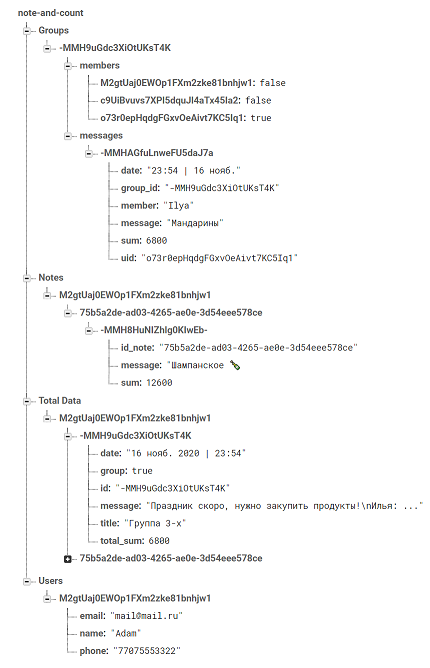 note-and-count
Groups
-MMH9uGdc3XiOtUKsT4K
members
M2gtUaj0EWOp1FXm2zke81bnhjw1: false
c9UiBvuvs7XPI5dquJI4aTx45la2: false
o73r0epHqdgFGxvOeAivt7KC5Iq1: true
messages
-MMHAGfuLnweFU5daJ7a
date: "23:54 | 16 нояб."
group_id: "-MMH9uGdc3XiOtUKsT4K"
member: "Ilya"
message: "Мандарины"
sum: 6800
uid: "o73r0epHqdgFGxvOeAivt7KC5Iq1"
Notes
M2gtUaj0EWOp1FXm2zke81bnhjw1
75b5a2de-ad03-4265-ae0e-3d54eee578ce
-MMH8HuNIZhIg0KlwEb-
id_note: "75b5a2de-ad03-4265-ae0e-3d54eee578ce"
message: "Шампанское 🍾
sum: 12600
Total Data
M2gtUaj0EWOp1FXm2zke81bnhjw1
-MMH9uGdc3XiOtUKsT4K
date: "16 нояб. 2020 | 23:54"
group: true
id: "-MMH9uGdc3XiOtUKsT4K"
message: "Праздник скоро, нужно закупить продукты!\nИлья: ..."
title: "Группа 3-х"
total_sum: 6800
75b5a2de-ad03-4265-ae0e-3d54eee578ce
Users
M2gtUaj0EWOp1FXm2zke81bnhjw1
email: "mail@mail.ru"
name: "Adam"
phone: "77075553322"